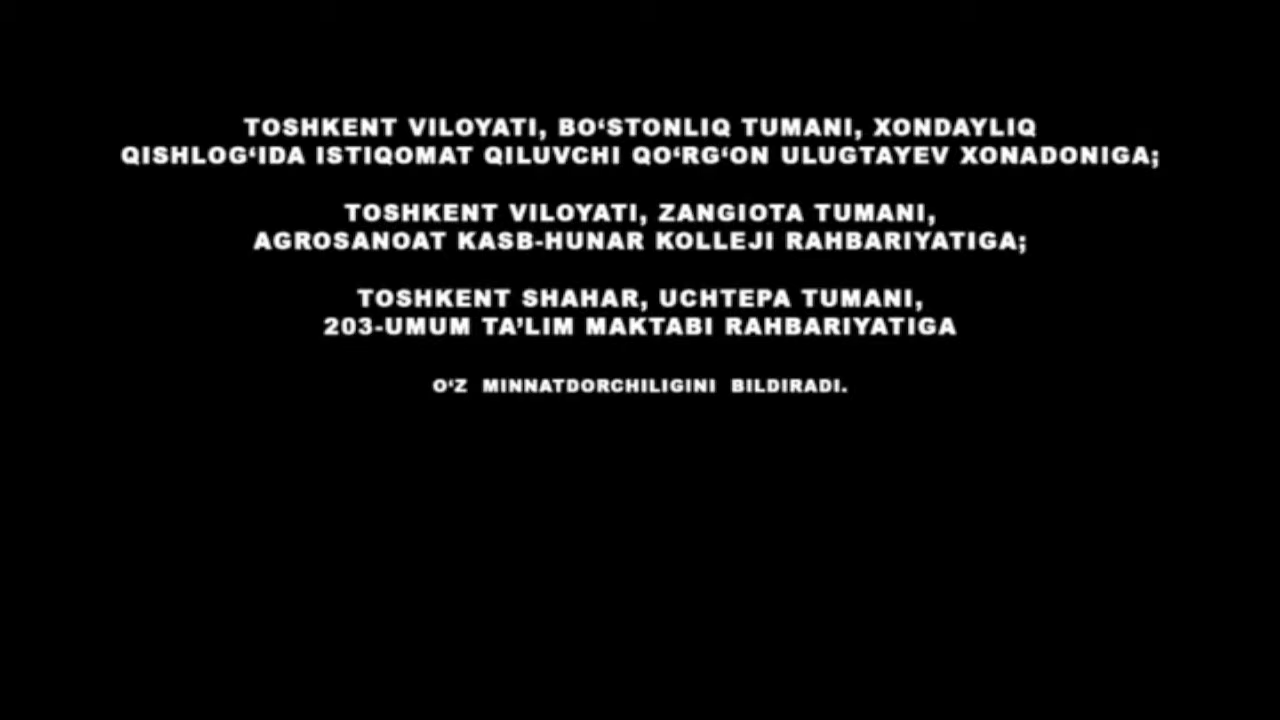 TOSHKENT VILOYATI, BO‘STONLIQ TUMANI, XONDAYLIQ
QISHLOG‘IDA ISTIQOMAT QILUVCHI QO‘RG‘ON ULUGTAYEV XONADONIGA;
TOSHKENT VILOYATI, ZANGIOTA TUMANI,
AGROSANOAT KASB-HUNAR KOLLEJI RAHBARIYATIGA;
TOSHKENT SHAHAR, UCHTEPA TUMANI,
203-UMUM TA’LIM MAKTABI RAHBARIYATIGA
O‘Z MINNATDORCHILIGINI BILDIRADI.